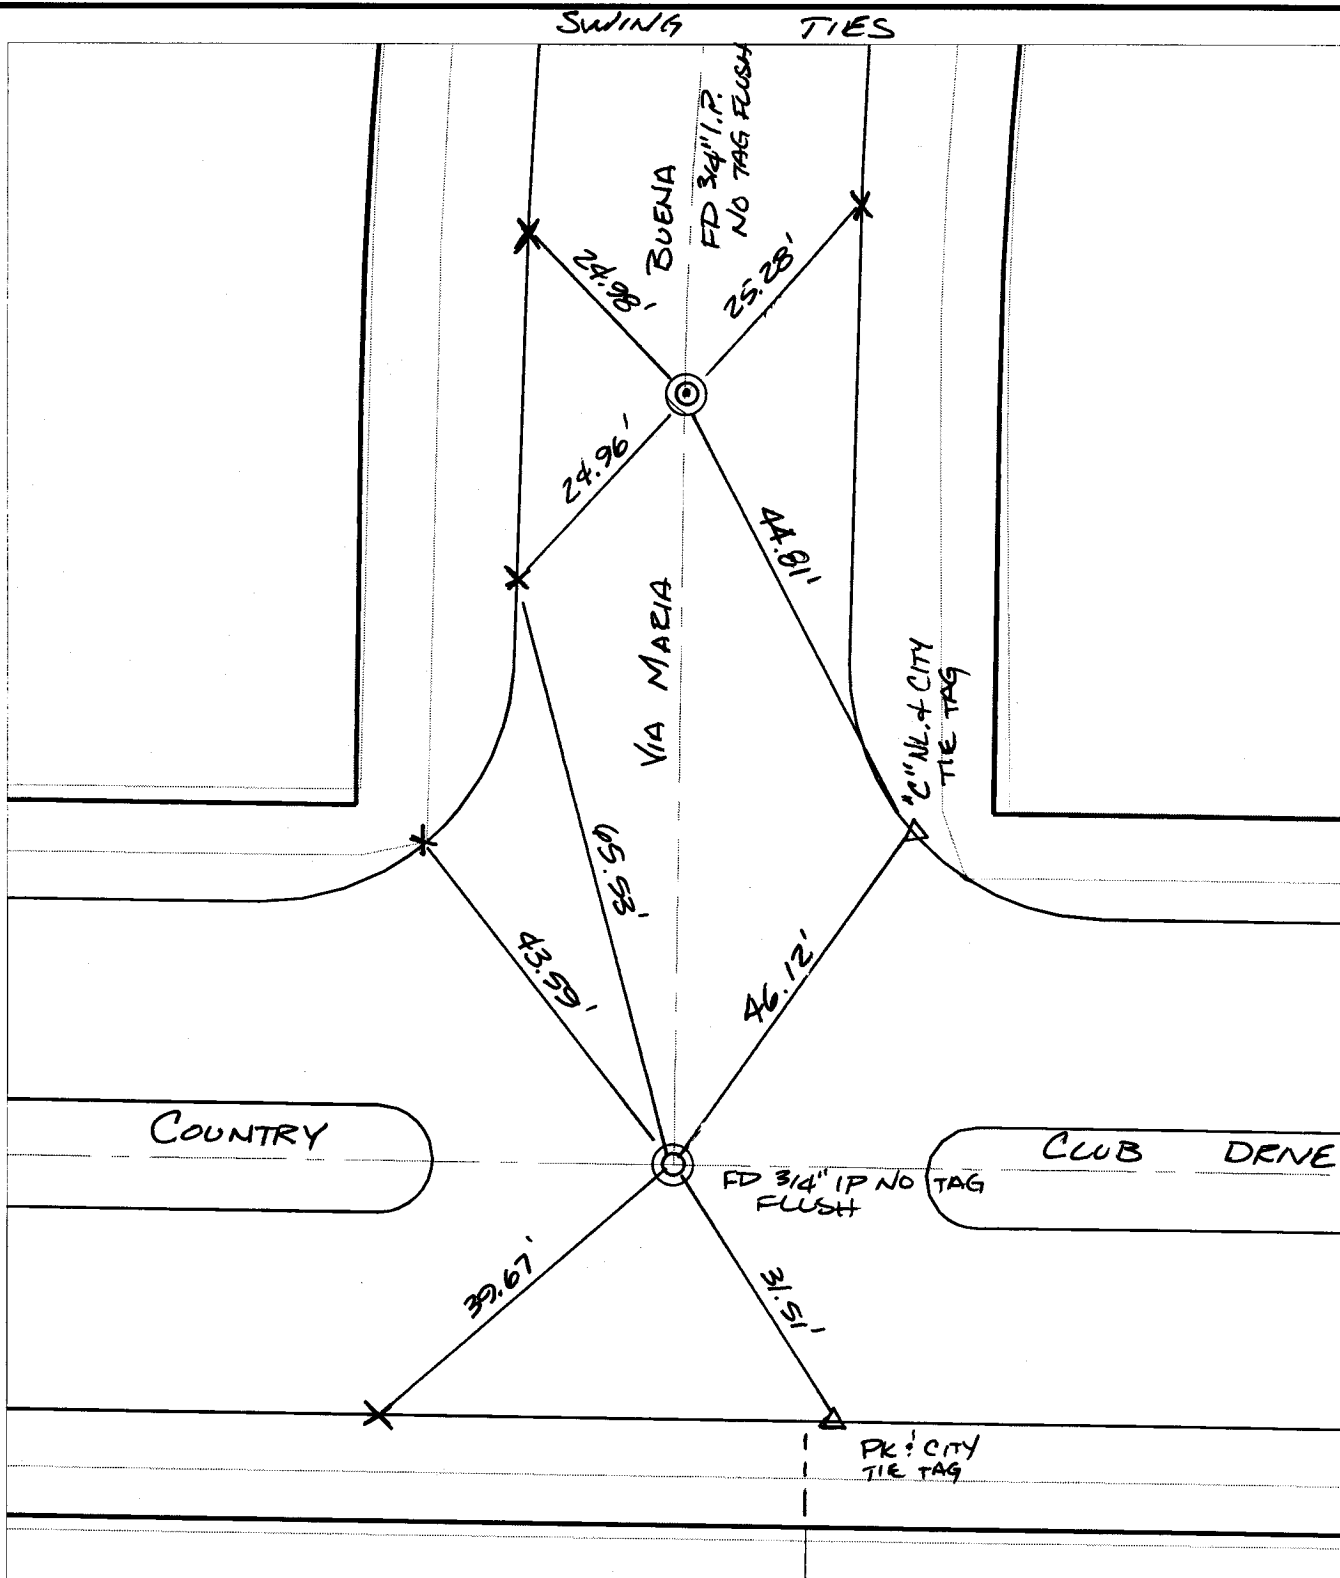 SWING TIES
FD 3/4" I.P.
NO TAG FLUSH
BUENA
24.98'
25.28'
24.96'
44.81'
VIA MARIA
"C" NL. & CITY
TIE TAG
65.53'
43.59'
46.12'
COUNTRY
CLUB DRIVE
FD 3/4" IP NO TAG
FLUSH
39.67'
31.51'
PK & CITY
TIE TAG